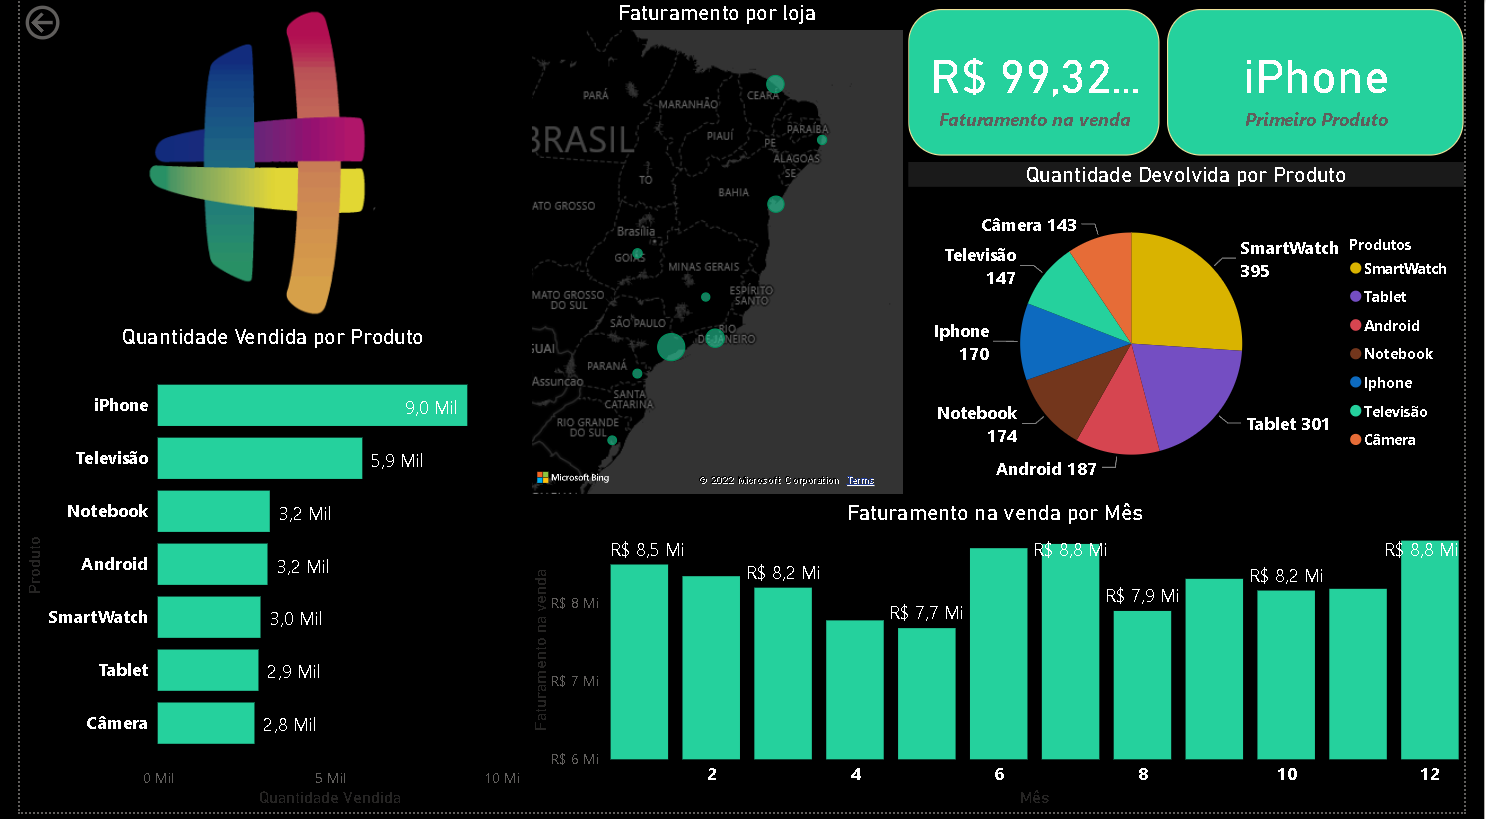 Faturamento por loja
PARÁ
MARANHÃO
CEARÁ
BRASIL
PIAUÍ
PARAÍBA
PE
ALAGOAS
SE
TO
BAHIA
ATO GROSSO
Brasília
GOIÁS
MINAS GERAIS
MATO GROSSO
DO SUL
ESPÍRITO
SANTO
SÃO PAULO
RIO
DE JANEIRO
GUAI
PARANÁ
Assuncao
SANTA
CATARINA
RIO GRANDE
DO SUL
Microsoft Bing
© 2022 Microsoft Corporation Terms
R$ 99,32...
Faturamento na venda
iPhone
Primeiro Produto
Quantidade Devolvida por Produto
Câmera 143
Televisão
147
Iphone
170
Notebook
174
Android 187
Tablet 301
SmartWatch
395
Produtos
SmartWatch
Tablet
Android
Notebook
Iphone
Televisão
Câmera
Quantidade Vendida por Produto
Produto
iPhone 9,0 Mil
Televisão 5,9 Mil
Notebook 3,2 Mil
Android 3,2 Mil
SmartWatch 3,0 Mil
Tablet 2,9 Mil
Câmera 2,8 Mil
0 Mil 5 Mil 10 Mi
Quantidade Vendida
Faturamento na venda por Mês
Faturamento na venda
R$ 8 Mi
R$ 7 Mi
R$ 6 Mi
R$ 8,5 Mi
R$ 8,2 Mi
R$ 7,7 Mi
R$ 8,8 Mi
R$ 7,9 Mi
R$ 8,2 Mi
R$ 8,8 Mi
2 4 6 8 10 12
Mês